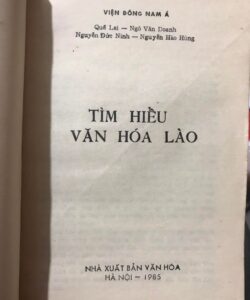 VIỆN ĐÔNG NAM Á
Quế Lai — Ngô Văn Doanh
Nguyễn Đức Ninh — Nguyễn Hào Hùng
TÌM HIỂU
VĂN HÓA LÀO
NHÀ XUẤT BẢN VĂN HÓA
HÀ NỘI — 1985